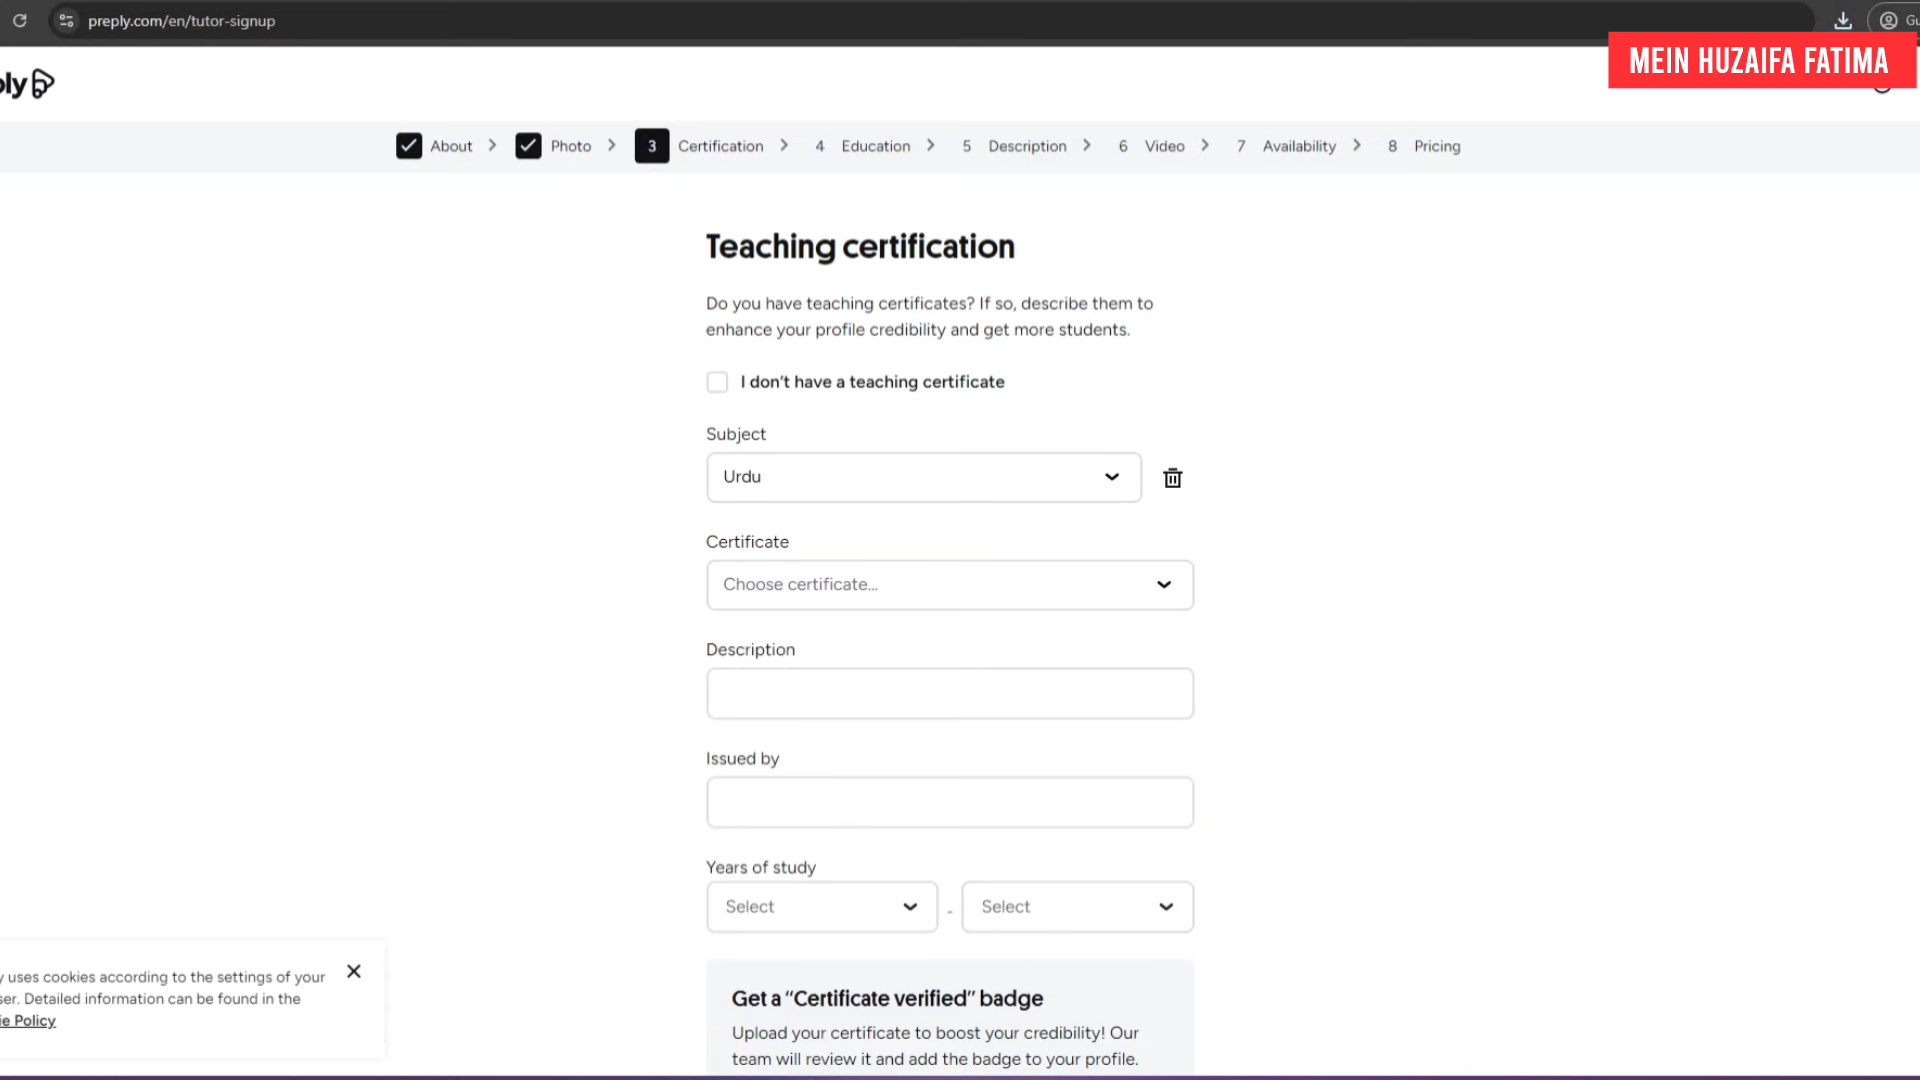 preply.com/en/tutor-signup
Gu
MEIN HUZAIFA FATIMA
ply
About > Photo > 3 Certification > 4 Education > 5 Description > 6 Video > 7 Availability > 8 Pricing
Teaching certification
Do you have teaching certificates? If so, describe them to
enhance your profile credibility and get more students.
I don't have a teaching certificate
Subject
Urdu
Certificate
Choose certificate...
Description
Issued by
Years of study
Select - Select
Get a "Certificate verified" badge
Upload your certificate to boost your credibility! Our
team will review it and add the badge to your profile.
y uses cookies according to the settings of your
ser. Detailed information can be found in the
ie Policy